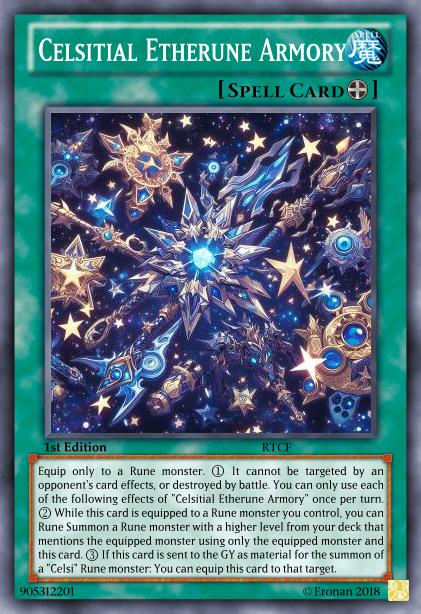 CELSITIAL ETHERUNE ARMORY
SPELL
魔
[SPELL CARD]
1st Edition RTCF
Equip only to a Rune monster. ① It cannot be targeted by an
opponent's card effects, or destroyed by battle. You can only use each
of the following effects of "Celsitial Etherune Armory" once per turn.
② While this card is equipped to a Rune monster you control, you can
Rune Summon a Rune monster with a higher level from your deck that
mentions the equipped monster using only the equipped monster and
this card. ③ If this card is sent to the GY as material for the summon of
a "Celsi" Rune monster: You can equip this card to that target.
905312201 © Eronan 2018